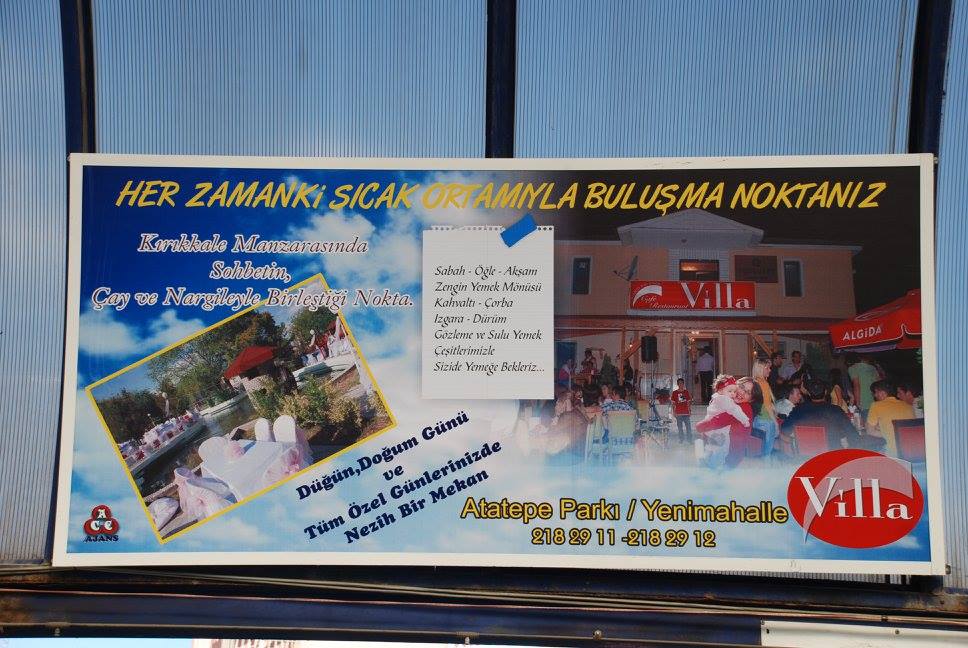 HER ZAMANKİ SICAK ORTAMIYLA BULUŞMA NOKTANIZ
Kırıkkale Manzarasında
Sohbetin,
Çay ve Nargileyle Birleştiği Nokta.
Sabah - Öğle - Akşam
Zengin Yemek Mönüsü
Kahvaltı - Çorba
Izgara - Dürüm
Gözleme ve Sulu Yemek
Çeşitlerimizle
Sizide Yemeğe Bekleriz...
Cafe
Restaurant
Villa
ALGIDA
Düğün,Doğum Günü
ve
Tüm Özel Günlerinizde
Nezih Bir Mekan
Atatepe Parkı / Yenimahalle
218 29 11 -218 29 12
Villa
A
C C
AJANS